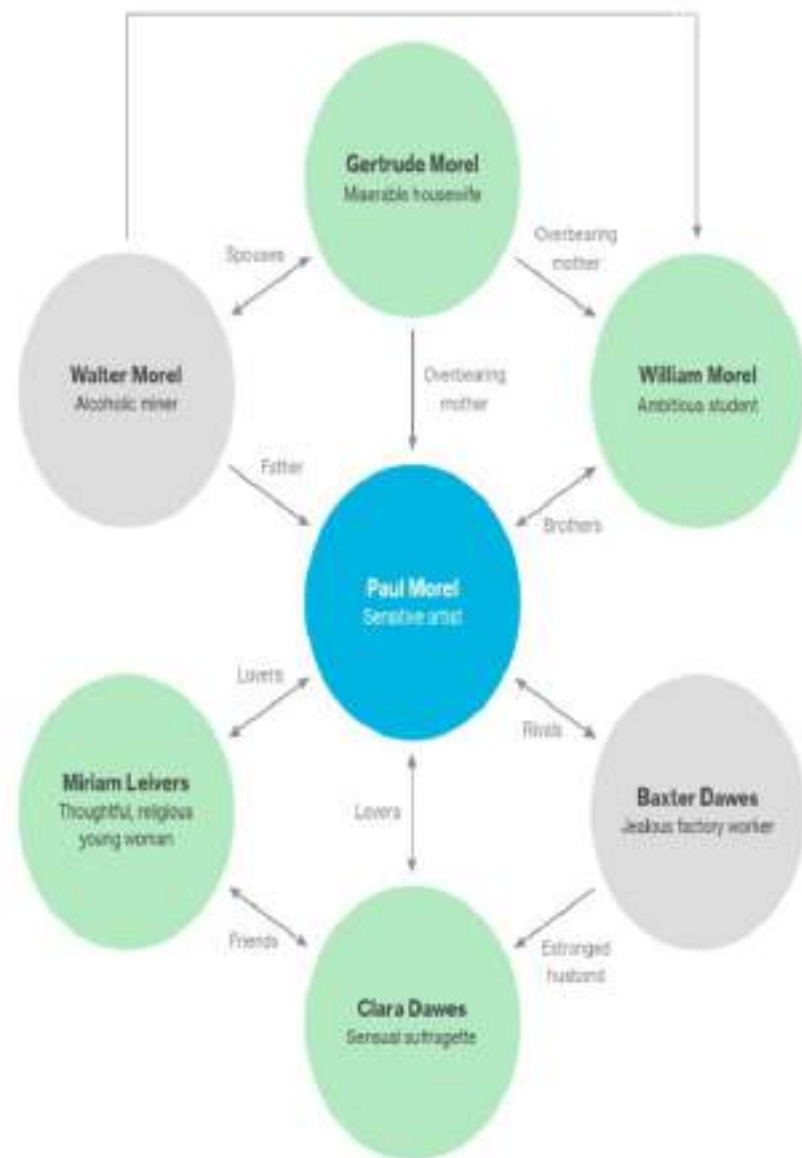 Gertrude Morel
Miserable housewife
Spouses
Overbearing
mother
Walter Morel
Alcoholic miner
Overbearing
mother
William Morel
Ambitious student
Father
Brothers
Paul Morel
Sensitive artist
Lovers
Rivals
Miriam Leivers
Thoughtful, religious
young woman
Lovers
Baxter Dawes
Jealous factory worker
Friends
Estranged
husband
Clara Dawes
Sensual suffragette